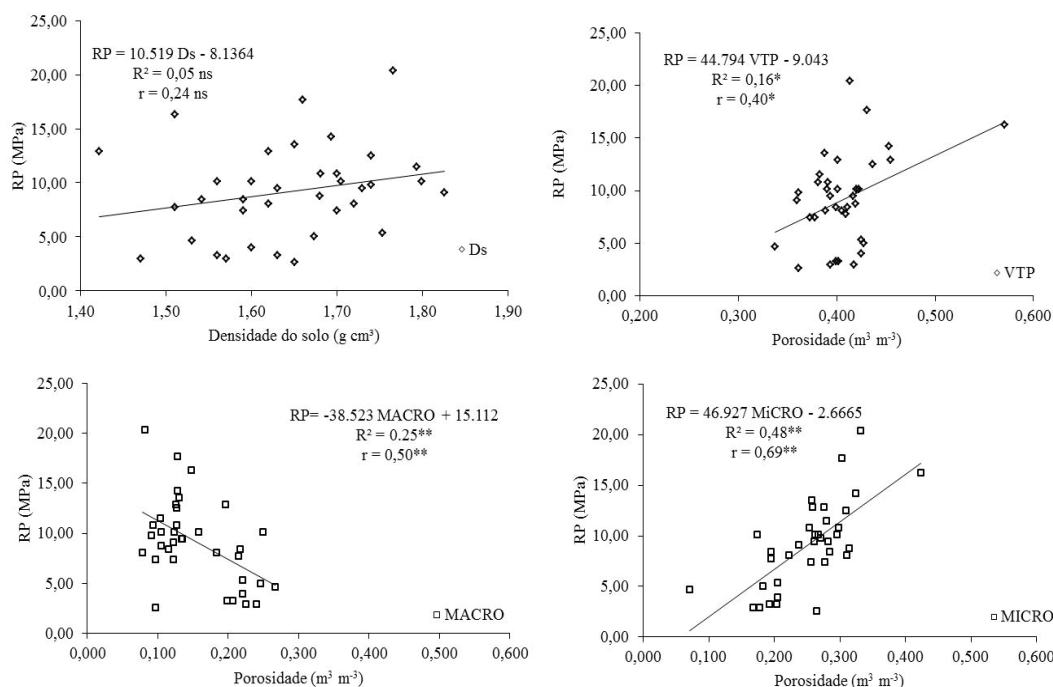 25,00
20,00
15,00
10,00
5,00
0,00
RP (MPa)
RP = 10.519 Ds - 8.1364
R² = 0,05 ns
r = 0,24 ns
Ds
1,40 1,50 1,60 1,70 1,80 1,90
Densidade do solo (g cm³)
25,00
20,00
15,00
10,00
5,00
0,00
RP (MPa)
RP = 44.794 VTP - 9.043
R² = 0,16*
r = 0,40*
VTP
0,200 0,300 0,400 0,500 0,600
Porosidade (m³ m-³)
25,00
20,00
15,00
10,00
5,00
0,00
RP (MPa)
RP= -38.523 MACRO + 15.112
R² = 0.25**
r = 0,50**
MACRO
0,000 0,100 0,200 0,300 0,400 0,500 0,600
Porosidade (m³ m-³)
25,00
20,00
15,00
10,00
5,00
0,00
RP (MPa)
RP = 46.927 MiCRO - 2.6665
R² = 0,48**
r = 0,69**
MICRO
0,000 0,100 0,200 0,300 0,400 0,500 0,600
Porosidade (m³ m-³)